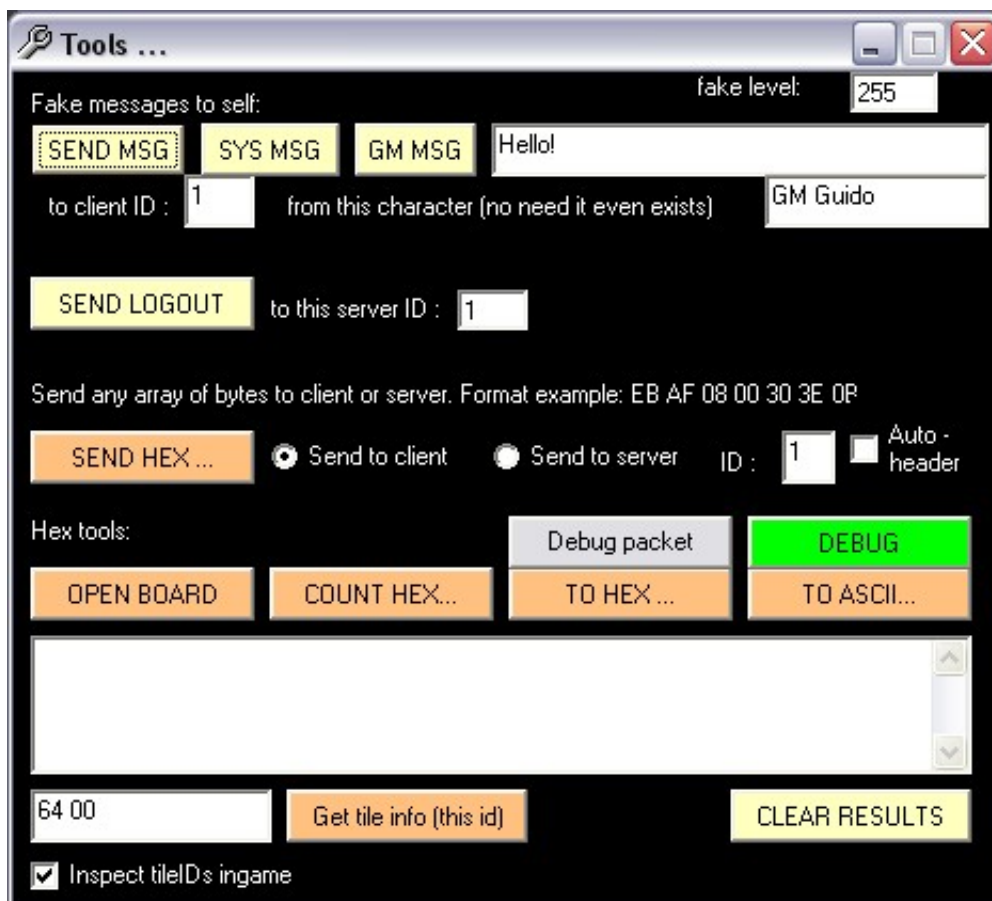 Tools ...
fake level: 255
Fake messages to self:
SEND MSG SYS MSG GM MSG Hello!
to client ID : 1 from this character (no need it even exists) GM Guido
SEND LOGOUT to this server ID : 1
Send any array of bytes to client or server. Format example: EB AF 08 00 30 3E
SEND HEX ... Send to client Send to server ID : 1 Auto -
header
Hex tools:
Debug packet DEBUG
OPEN BOARD COUNT HEX... TO HEX ... TO ASCII...
64 00 Get tile info (this id) CLEAR RESULTS
Inspect tileIDs ingame